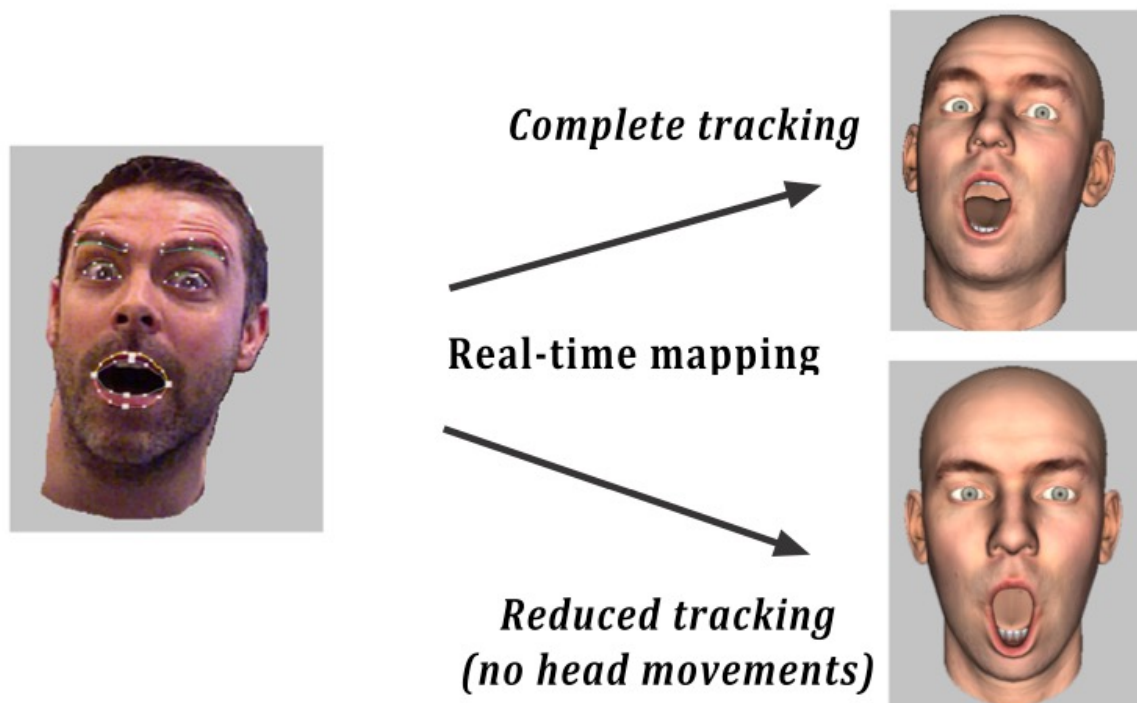 Complete tracking
Real-time mapping
Reduced tracking
(no head movements)